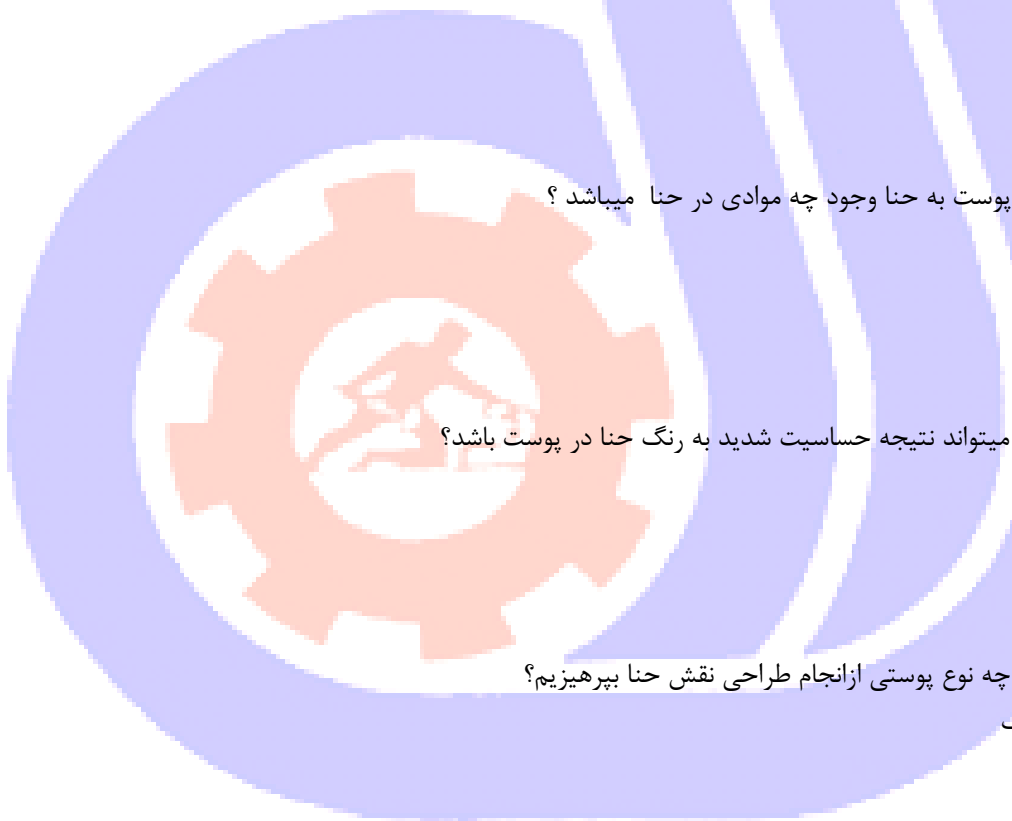 پوست به حنا وجود چه موادی در حنا میباشد ؟
میتواند نتیجه حساسیت شدید به رنگ حنا در پوست باشد؟
چه نوع پوستی ازانجام طراحی نقش حنا بپرهیزیم؟